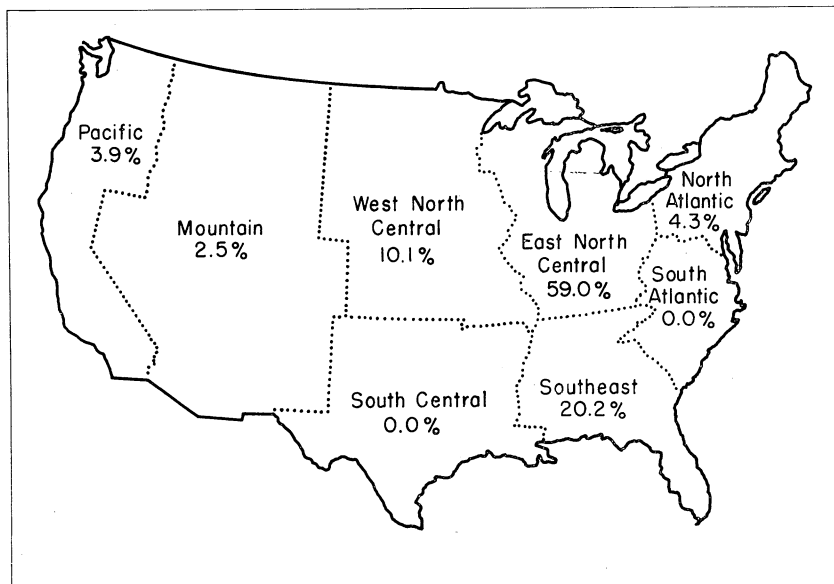 Pacific
3.9%
Mountain
2.5%
West North
Central
10.1%
East North
Central
59.0%
North
Atlantic
4.3%
South
Atlantic
0.0%
South Central
0.0%
Southeast
20.2%